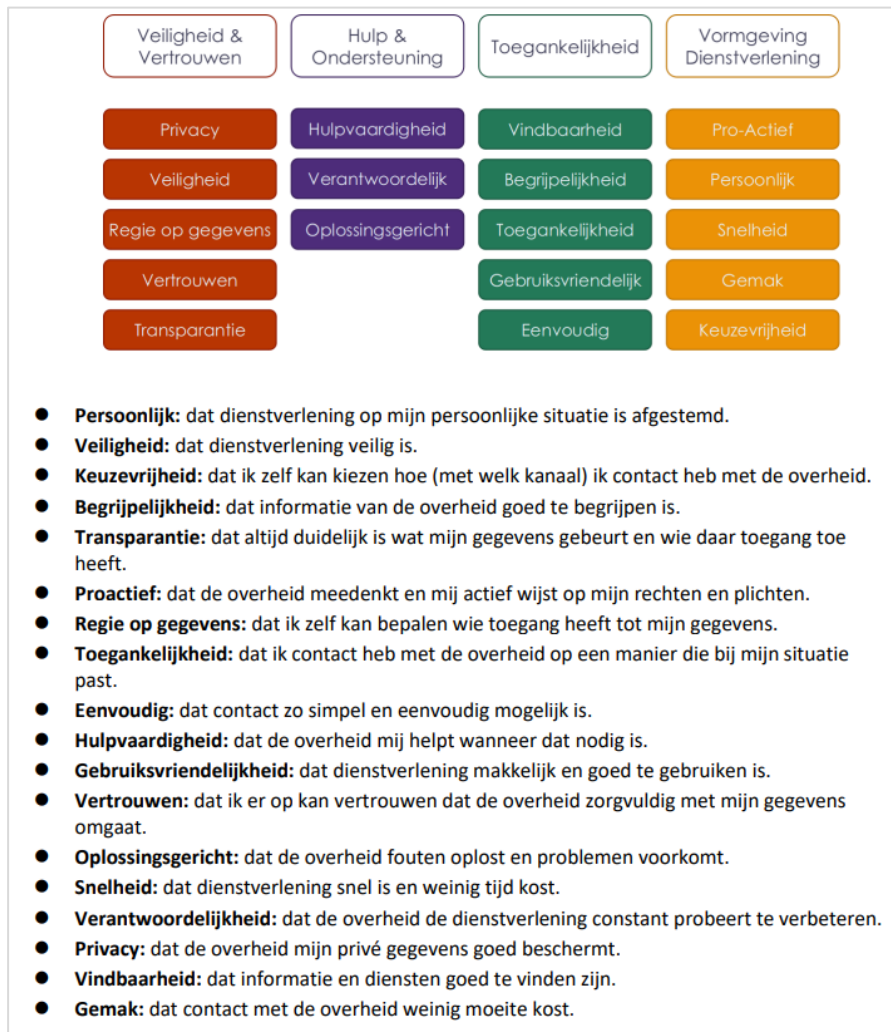 Veiligheid &
Vertrouwen
Hulp &
Ondersteuning
Toegankelijkheid
Vormgeving
Dienstverlening
Privacy
Hulpvaardigheid
Vindbaarheid
Pro-Actief
Veiligheid
Verantwoordelijk
Begrijpelijkheid
Persoonlijk
Regie op gegevens
Oplossingsgericht
Toegankelijkheid
Snelheid
Vertrouwen
Gebruiksvriendelijk
Gemak
Transparantie
Eenvoudig
Keuzevrijheid
● Persoonlijk: dat dienstverlening op mijn persoonlijke situatie is afgestemd.
● Veiligheid: dat dienstverlening veilig is.
● Keuzevrijheid: dat ik zelf kan kiezen hoe (met welk kanaal) ik contact heb met de overheid.
● Begrijpelijkheid: dat informatie van de overheid goed te begrijpen is.
● Transparantie: dat altijd duidelijk is wat mijn gegevens gebeurt en wie daar toegang toe
heeft.
● Proactief: dat de overheid meedenkt en mij actief wijst op mijn rechten en plichten.
● Regie op gegevens: dat ik zelf kan bepalen wie toegang heeft tot mijn gegevens.
● Toegankelijkheid: dat ik contact heb met de overheid op een manier die bij mijn situatie
past.
● Eenvoudig: dat contact zo simpel en eenvoudig mogelijk is.
● Hulpvaardigheid: dat de overheid mij helpt wanneer dat nodig is.
● Gebruiksvriendelijkheid: dat dienstverlening makkelijk en goed te gebruiken is.
● Vertrouwen: dat ik er op kan vertrouwen dat de overheid zorgvuldig met mijn gegevens
omgaat.
● Oplossingsgericht: dat de overheid fouten oplost en problemen voorkomt.
● Snelheid: dat dienstverlening snel is en weinig tijd kost.
● Verantwoordelijkheid: dat de overheid de dienstverlening constant probeert te verbeteren.
● Privacy: dat de overheid mijn privé gegevens goed beschermt.
● Vindbaarheid: dat informatie en diensten goed te vinden zijn.
● Gemak: dat contact met de overheid weinig moeite kost.